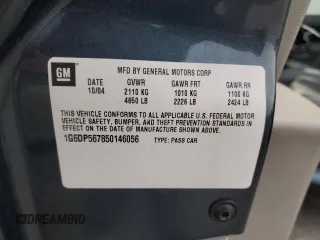 GM
MFD BY GENERAL MOTORS CORP
DATE GVWR GAWR FRT GAWR RR
10/04 2110 KG 1010 KG 1100 KG
4650 LB 2226 LB 2424 LB
THIS VEHICLE CONFORMS TO ALL APPLICABLE U.S. FEDERAL MOTOR
VEHICLE SAFETY, BUMPER, AND THEFT PREVENTION STANDARDS IN
EFFECT ON THE DATE OF MANUFACTURE SHOWN ABOVE.
1G6DP567850146056 TYPE: PASS CAR
DREAMBID